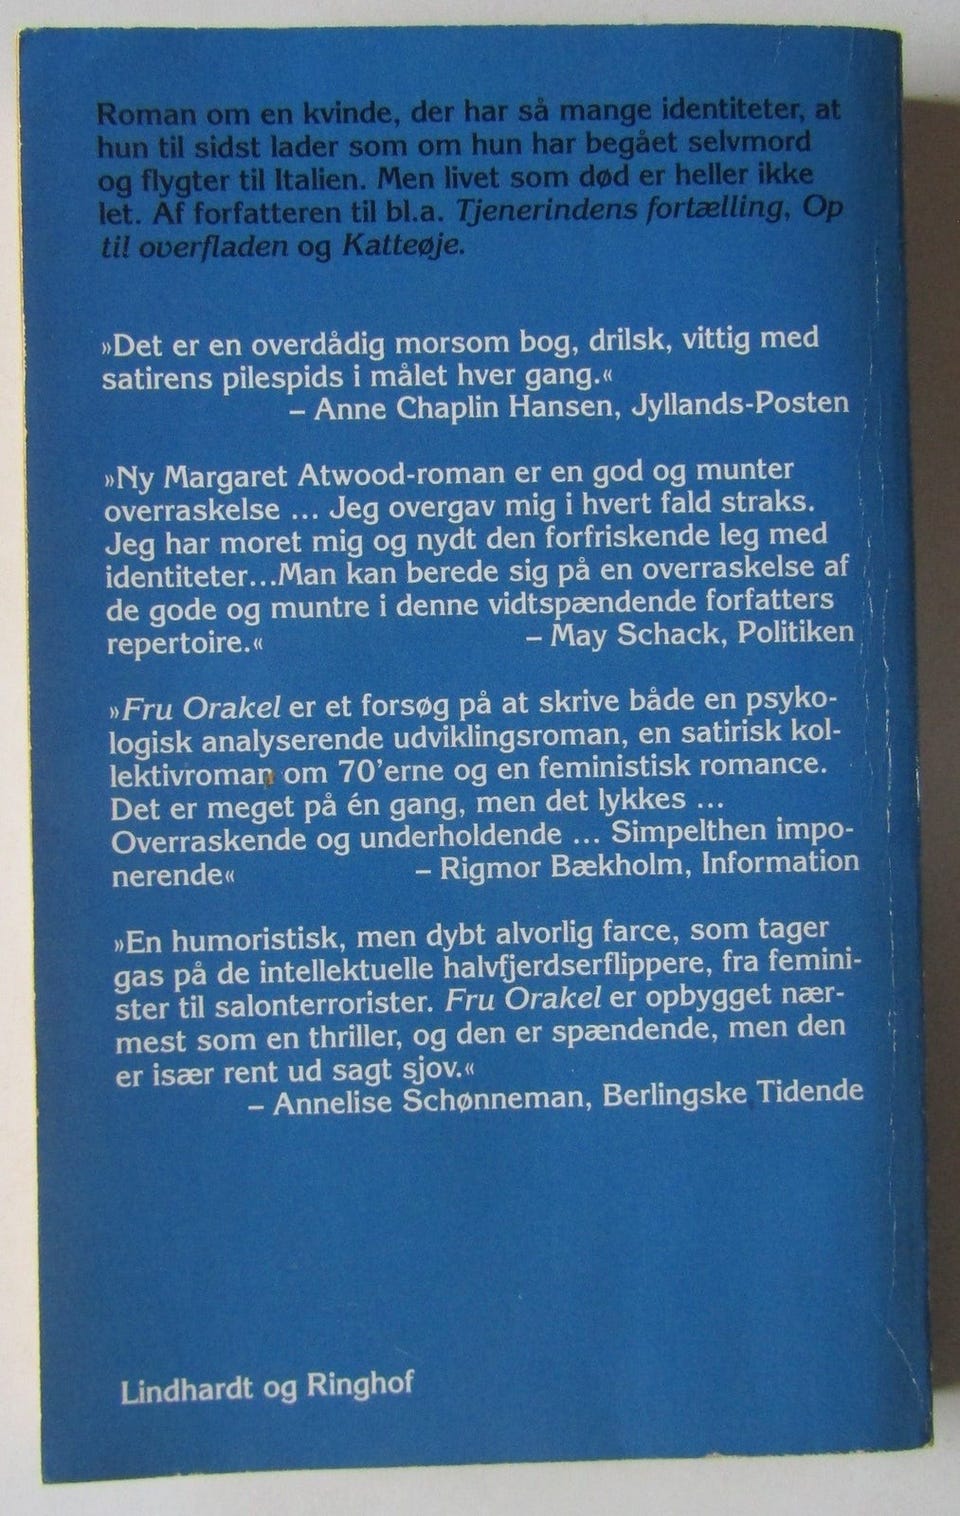 Roman om en kvinde, der har så mange identiteter, at
hun til sidst lader som om hun har begået selvmord
og flygter til Italien. Men livet som død er heller ikke
let. Af forfatteren til bl.a. Tjenerindens fortælling, Op
til overfladen og Katteøje.
»Det er en overdådig morsom bog, drilsk, vittig med
satirens pilespids i målet hver gang.«
– Anne Chaplin Hansen, Jyllands-Posten
»Ny Margaret Atwood-roman er en god og munter
overraskelse ... Jeg overgav mig i hvert fald straks.
Jeg har moret mig og nydt den forfriskende leg med
identiteter...Man kan berede sig på en overraskelse af
de gode og muntre i denne vidtspændende forfatters
repertoire.« – May Schack, Politiken
»Fru Orakel er et forsøg på at skrive både en psyko-
logisk analyserende udviklingsroman, en satirisk kol-
lektivroman om 70'erne og en feministisk romance.
Det er meget på én gang, men det lykkes ...
Overraskende og underholdende ... Simpelthen impo-
nerende« – Rigmor Bækholm, Information
»En humoristisk, men dybt alvorlig farce, som tager
gas på de intellektuelle halvfjerdserflippere, fra femini-
ster til salonterrorister. Fru Orakel er opbygget nær-
mest som en thriller, og den er spændende, men den
er især rent ud sagt sjov.«
– Annelise Schønneman, Berlingske Tidende
Lindhardt og Ringhof